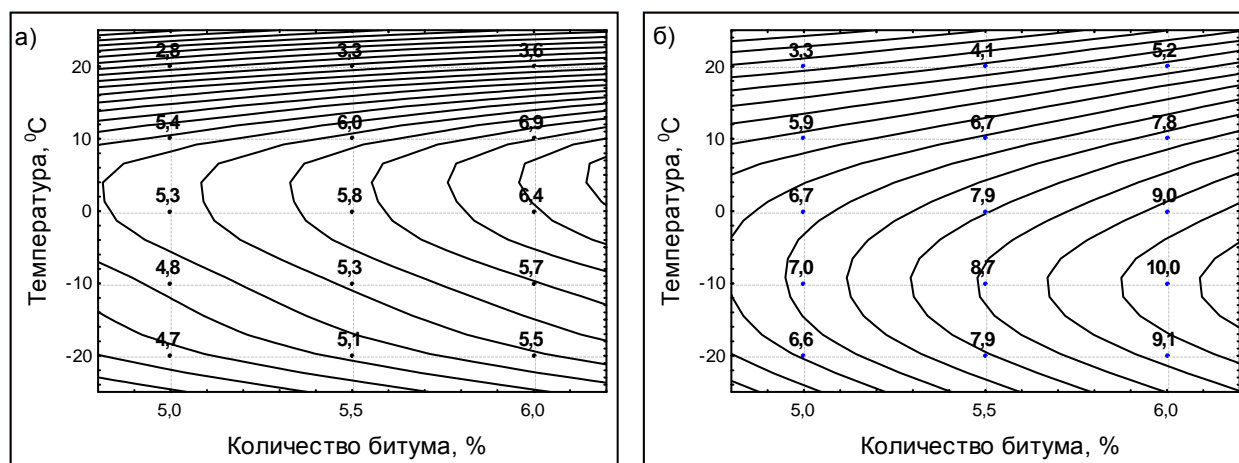 а)
2,8 3,3 3,6
20
5,4 6,0 6,9
10
5,3 5,8 6,4
0
4,8 5,3 5,7
-10
4,7 5,1 5,5
-20
5,0 5,5 6,0
Температура, ⁰С
Количество битума, %
б)
3,3 4,1 5,2
20
5,9 6,7 7,8
10
6,7 7,9 9,0
0
7,0 8,7 10,0
-10
6,6 7,9 9,1
-20
5,0 5,5 6,0
Температура, ⁰С
Количество битума, %